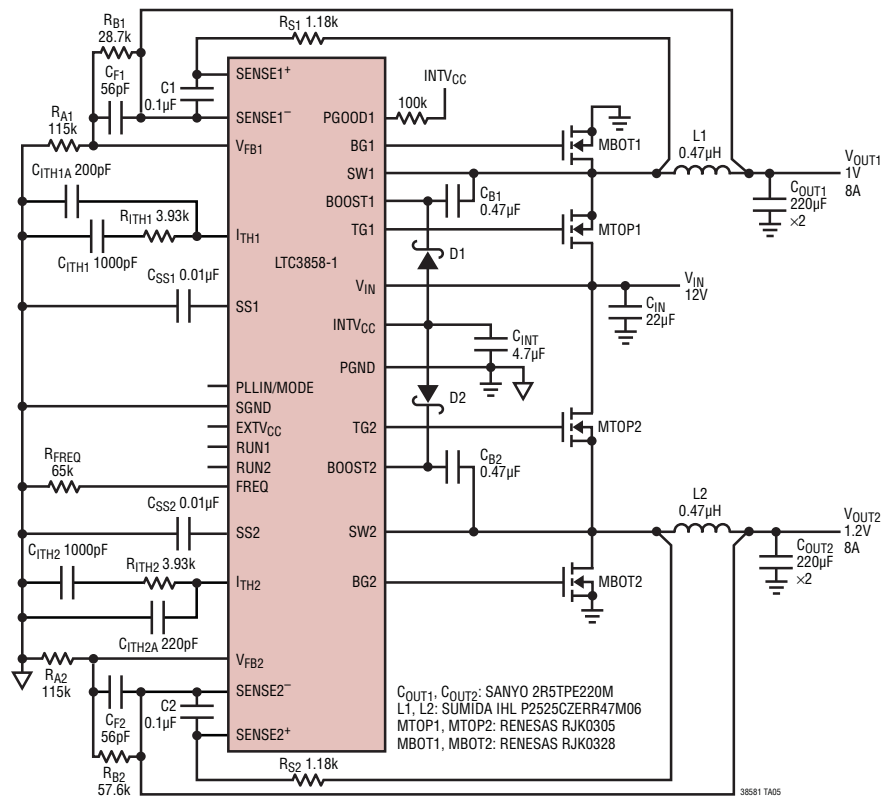 RB1
28.7k
CF1
56pF
RA1
115k
C1
0.1µF
RS1 1.18k
CITH1A 200pF
RITH1 3.93k
CITH1 1000pF
CSS1 0.01µF
RFREQ
65k
CSS2 0.01µF
CITH2 1000pF
RITH2 3.93k
CITH2A 220pF
RA2
115k
CF2
56pF
RB2
57.6k
C2
0.1µF
RS2 1.18k
SENSE1+
SENSE1–
VFB1
ITH1
LTC3858-1
SS1
PLLIN/MODE
SGND
EXTVCC
RUN1
RUN2
FREQ
SS2
ITH2
VFB2
SENSE2–
SENSE2+
PGOOD1
BG1
SW1
BOOST1
TG1
VIN
INTVCC
PGND
TG2
BOOST2
SW2
BG2
INTVCC
100k
MBOT1
L1
0.47µH
VOUT1
1V
8A
COUT1
220µF
×2
CB1
0.47µF
MTOP1
D1
VIN
12V
CIN
22µF
CINT
4.7µF
D2
MTOP2
CB2
0.47µF
L2
0.47µH
VOUT2
1.2V
8A
COUT2
220µF
×2
MBOT2
COUT1, COUT2: SANYO 2R5TPE220M
L1, L2: SUMIDA IHL P2525CZERR47M06
MTOP1, MTOP2: RENESAS RJK0305
MBOT1, MBOT2: RENESAS RJK0328
38581 TA05